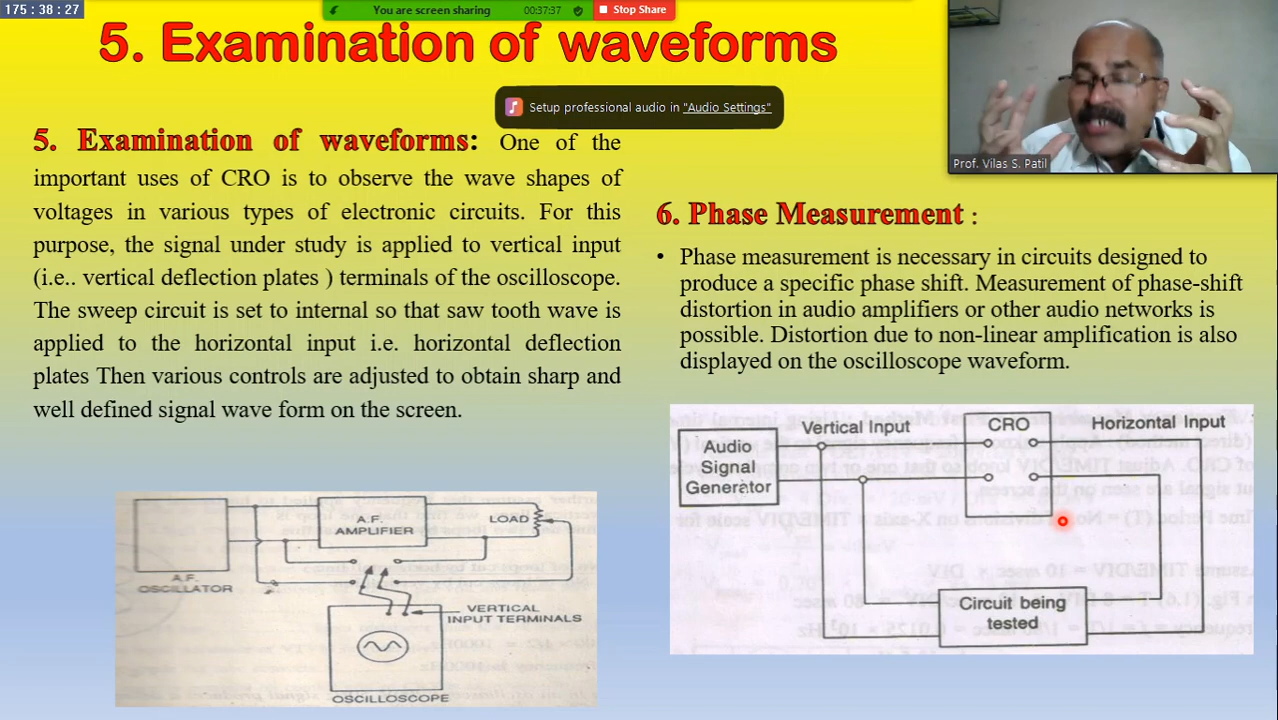 175 : 38 : 27
You are screen sharing
00:37:37
Stop Share
5. Examination of waveforms
Setup professional audio in "Audio Settings"
Prof. Vilas S. Patil
5. Examination of waveforms: One of the
important uses of CRO is to observe the wave shapes of
voltages in various types of electronic circuits. For this
purpose, the signal under study is applied to vertical input
(i.e.. vertical deflection plates ) terminals of the oscilloscope.
The sweep circuit is set to internal so that saw tooth wave is
applied to the horizontal input i.e. horizontal deflection
plates Then various controls are adjusted to obtain sharp and
well defined signal wave form on the screen.
A.F.
AMPLIFIER
LOAD
A.F.
OSCILLATOR
VERTICAL
INPUT TERMINALS
OSCILLOSCOPE
6. Phase Measurement :
• Phase measurement is necessary in circuits designed to
produce a specific phase shift. Measurement of phase-shift
distortion in audio amplifiers or other audio networks is
possible. Distortion due to non-linear amplification is also
displayed on the oscilloscope waveform.
Audio
Signal
Generator
Vertical Input
CRO
Horizontal Input
Circuit being
tested